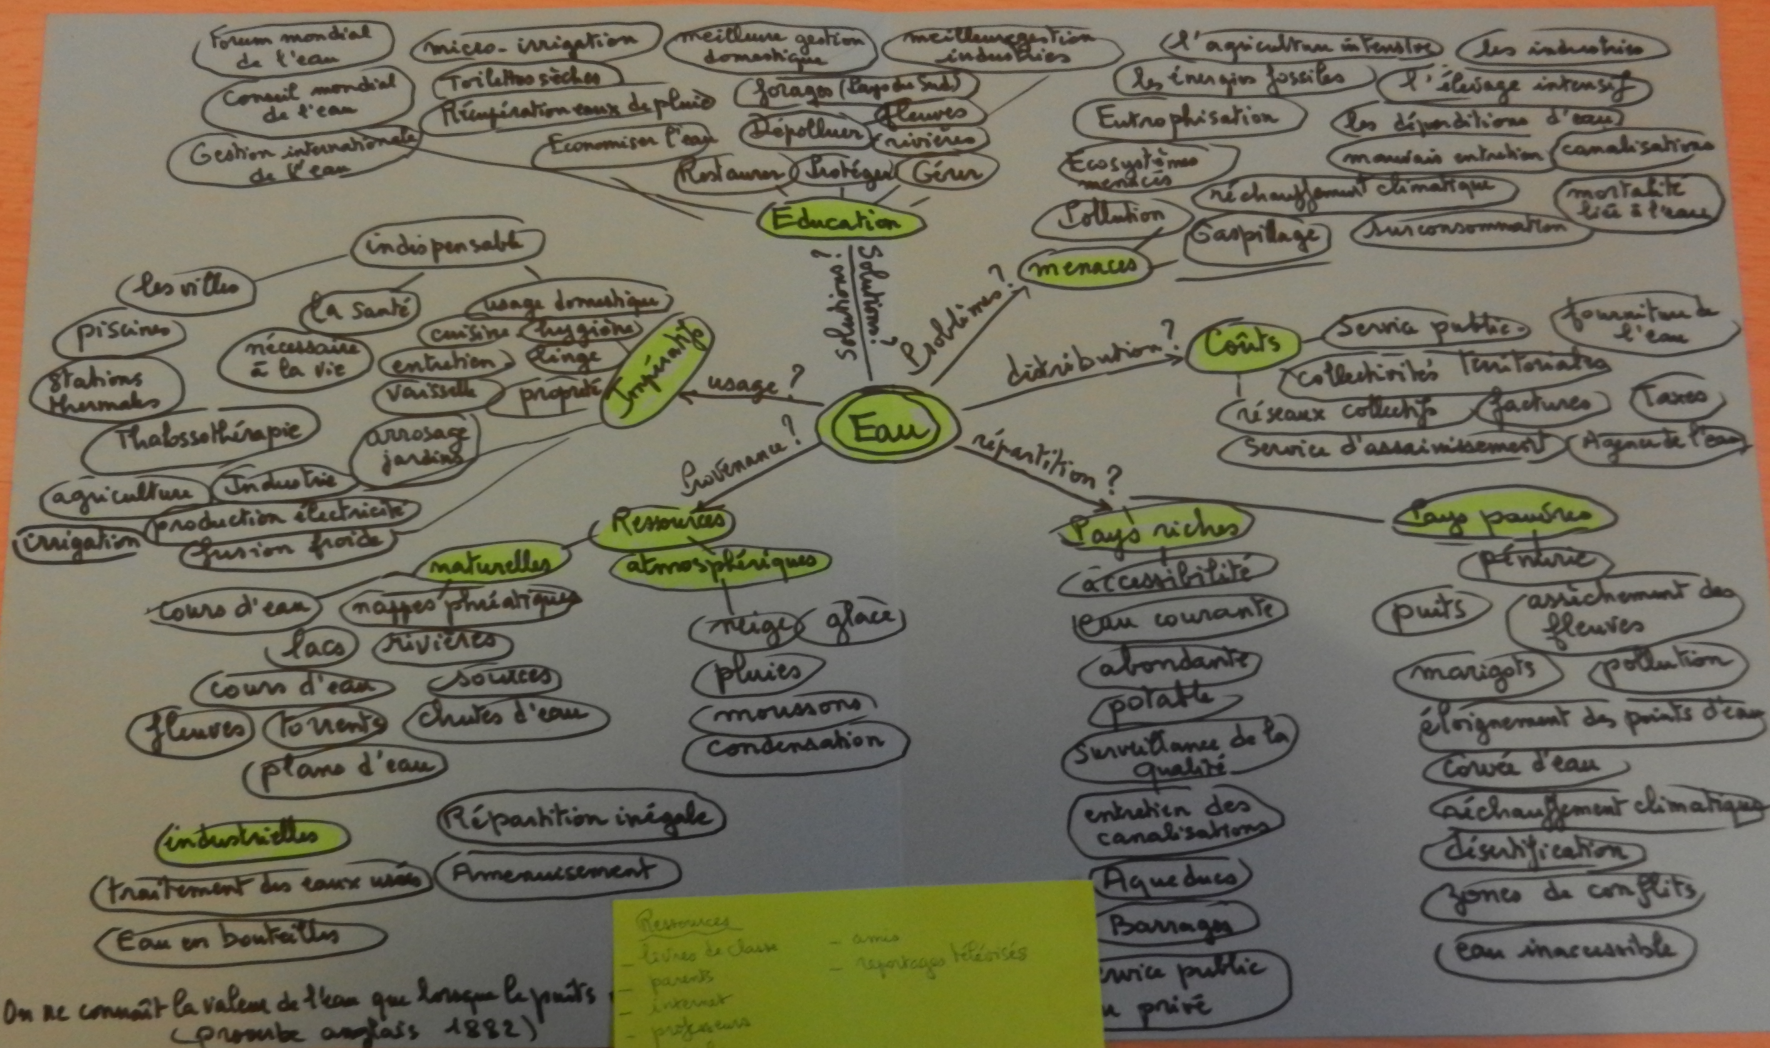 Forum mondial
de l'eau
Conseil mondial
de l'eau
Gestion internationale
de l'eau
micro-irrigation
Toilettes sèches
Récupération eaux de pluie
Economiser l'eau
meilleure gestion
domestique
meilleure gestion
industries
forages (Pays du Sud)
fleuves
Dépolluer
rivières
Restaurer
Protéger
Gérer
Education
solutions?
solutions?
l'agriculture intensive
les industries
les énergies fossiles
l'élevage intensif
Eutrophisation
les déperditions d'eau
mauvais entretien
canalisations
Ecosystèmes
menacés
réchauffement climatique
mortalité
liée à l'eau
Pollution
Gaspillage
surconsommation
menaces
Problèmes?
indispensable
les villes
la santé
usage domestique
piscines
nécessaire
à la vie
cuisine
hygiène
entretien
linge
stations
thermales
vaisselle
propreté
Impératifs
usage?
Thalossothérapie
arrosage
jardins
agriculture
Industrie
irrigation
production électricité
fusion froide
Eau
distribution?
Coûts
Service public
fourniture de
l'eau
collectivités Territoriales
réseaux collectifs
factures
Taxes
Service d'assainissement
Agence de l'eau
Provenance?
Ressources
naturelles
atmosphériques
cours d'eau
nappes phréatiques
lacs
rivières
cours d'eau
sources
fleuves
torrents
chutes d'eau
plans d'eau
neige
glace
pluies
moussons
condensation
industrielles
traitement des eaux usées
Eau en bouteilles
Répartition inégale
Amenuisement
répartition?
Pays riches
accessibilité
eau courante
abondante
potable
surveillance de la
qualité
entretien des
canalisations
Aqueducs
Barrages
ervice public
u privé
Pays pauvres
pénurie
puits
assèchement des
fleuves
marigots
pollution
éloignement des points d'eau
corvée d'eau
réchauffement climatique
désertification
zones de conflits
eau inaccessible
On ne connaît la valeur de l'eau que lorsque le puits
(proverbe anglais 1882)
Ressources
- livres de classe
- parents
- internet
- professeurs
- amis
- reportages télévisés